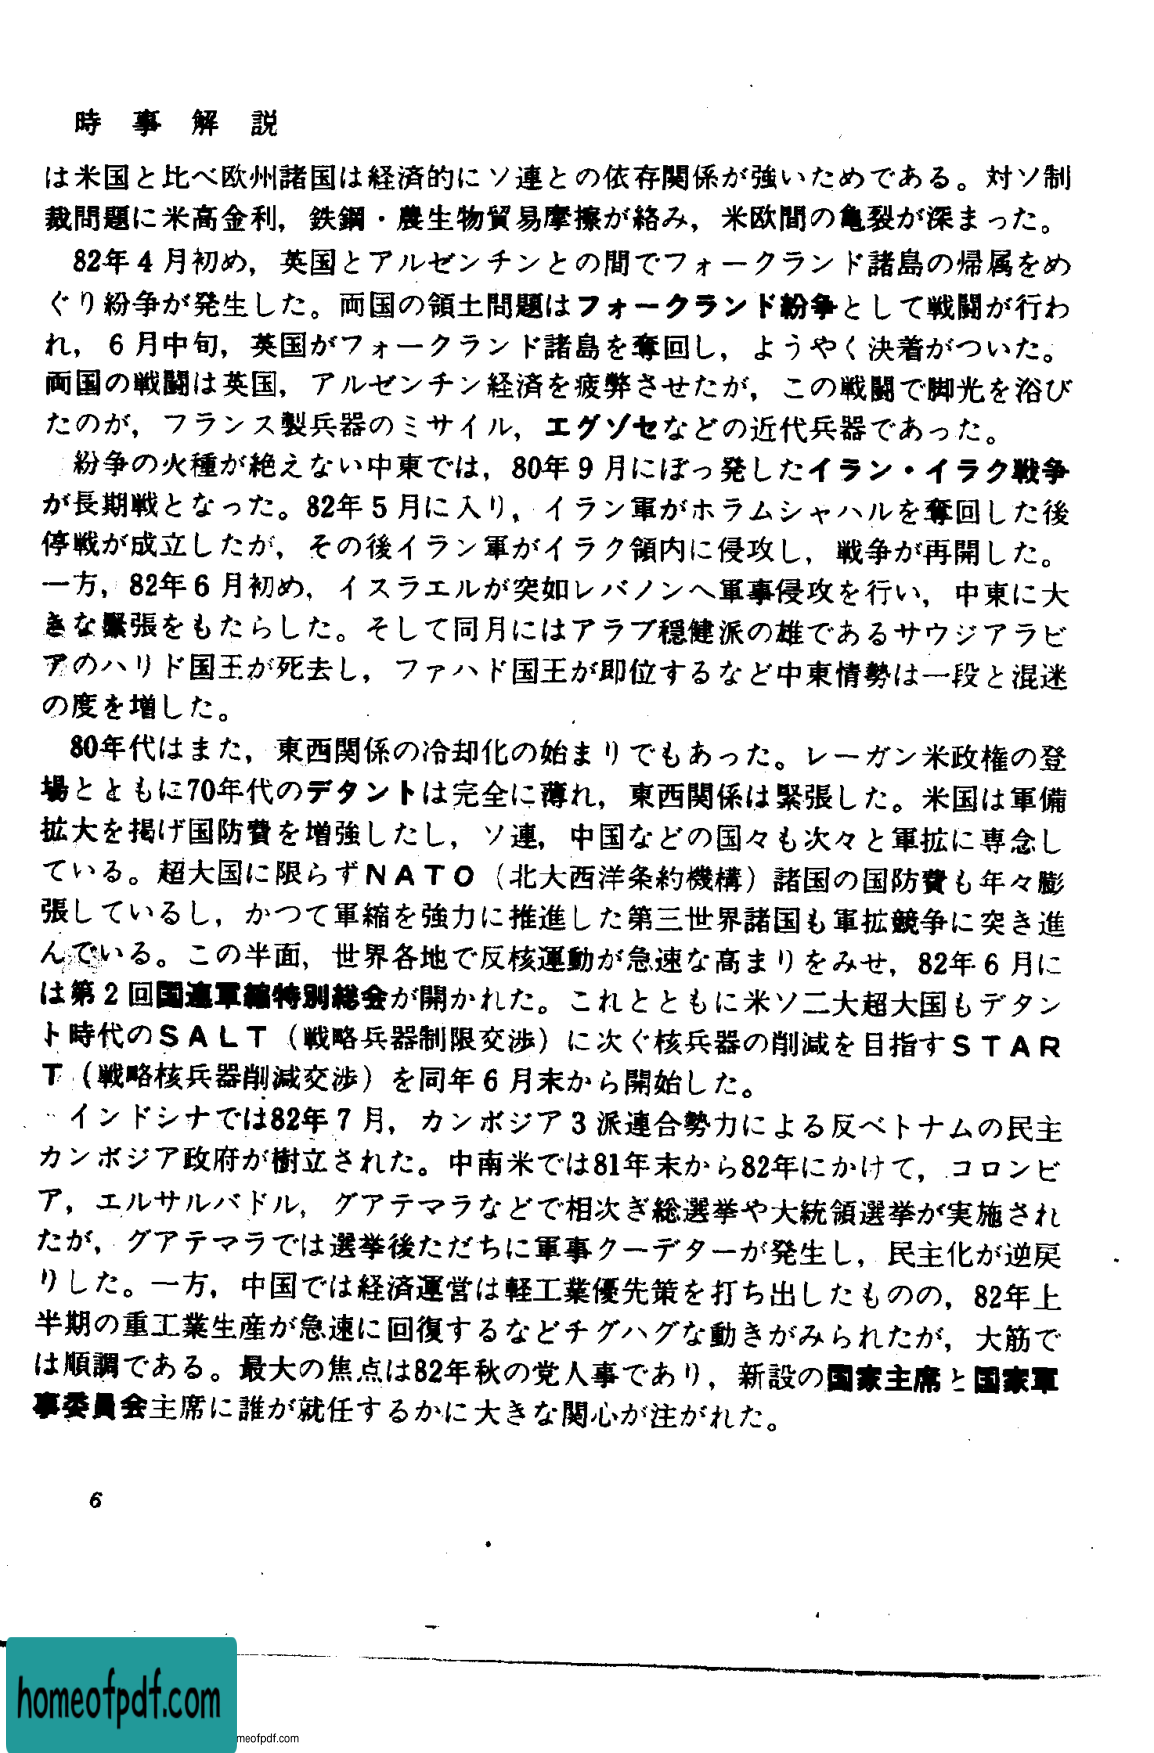 時事解説
は米国と比べ欧州諸国は経済的にソ連との依存関係が強いためである。対ソ制
裁問題に米高金利，鉄鋼・農生物貿易摩擦が絡み，米欧間の亀裂が深まった。
82年4月初め，英国とアルゼンチンとの間でフォークランド諸島の帰属をめ
ぐり紛争が発生した。両国の領土問題はフォークランド紛争として戦闘が行わ
れ，6月中旬，英国がフォークランド諸島を奪回し，ようやく決着がついた。
両国の戦闘は英国，アルゼンチン経済を疲弊させたが，この戦闘で脚光を浴び
たのが，フランス製兵器のミサイル，エグゾセなどの近代兵器であった。
紛争の火種が絶えない中東では，80年9月にぼっ発したイラン・イラク戦争
が長期戦となった。82年5月に入り，イラン軍がホラムシャハルを奪回した後
停戦が成立したが，その後イラン軍がイラク領内に侵攻し，戦争が再開した。
一方，82年6月初め，イスラエルが突如レバノンへ軍事侵攻を行い，中東に大
きな緊張をもたらした。そして同月にはアラブ穏健派の雄であるサウジアラビ
アのハリド国王が死去し，ファハド国王が即位するなど中東情勢は一段と混迷
の度を増した。
80年代はまた，東西関係の冷却化の始まりでもあった。レーガン米政権の登
場とともに70年代のデタントは完全に薄れ，東西関係は緊張した。米国は軍備
拡大を掲げ国防費を増強したし，ソ連，中国などの国々も次々と軍拡に専念し
ている。超大国に限らずNATO（北大西洋条約機構）諸国の国防費も年々膨
張しているし，かつて軍縮を強力に推進した第三世界諸国も軍拡競争に突き進
んでいる。この半面，世界各地で反核運動が急速な高まりをみせ，82年6月に
は第2回国連軍縮特別総会が開かれた。これとともに米ソ二大超大国もデタン
ト時代のSALT（戦略兵器制限交渉）に次ぐ核兵器の削減を目指すSTAR
T（戦略核兵器削減交渉）を同年6月末から開始した。
インドシナでは82年7月，カンボジア3派連合勢力による反ベトナムの民主
カンボジア政府が樹立された。中南米では81年末から82年にかけて，コロンビ
ア，エルサルバドル，グアテマラなどで相次ぎ総選挙や大統領選挙が実施され
たが，グアテマラでは選挙後ただちに軍事クーデターが発生し，民主化が逆戻
りした。一方，中国では経済運営は軽工業優先策を打ち出したものの，82年上
半期の重工業生産が急速に回復するなどチグハグな動きがみられたが，大筋で
は順調である。最大の焦点は82年秋の党人事であり，新設の国家主席と国家軍
事委員会主席に誰が就任するかに大きな関心が注がれた。
6
homeofpdf.com
meofpdf.com